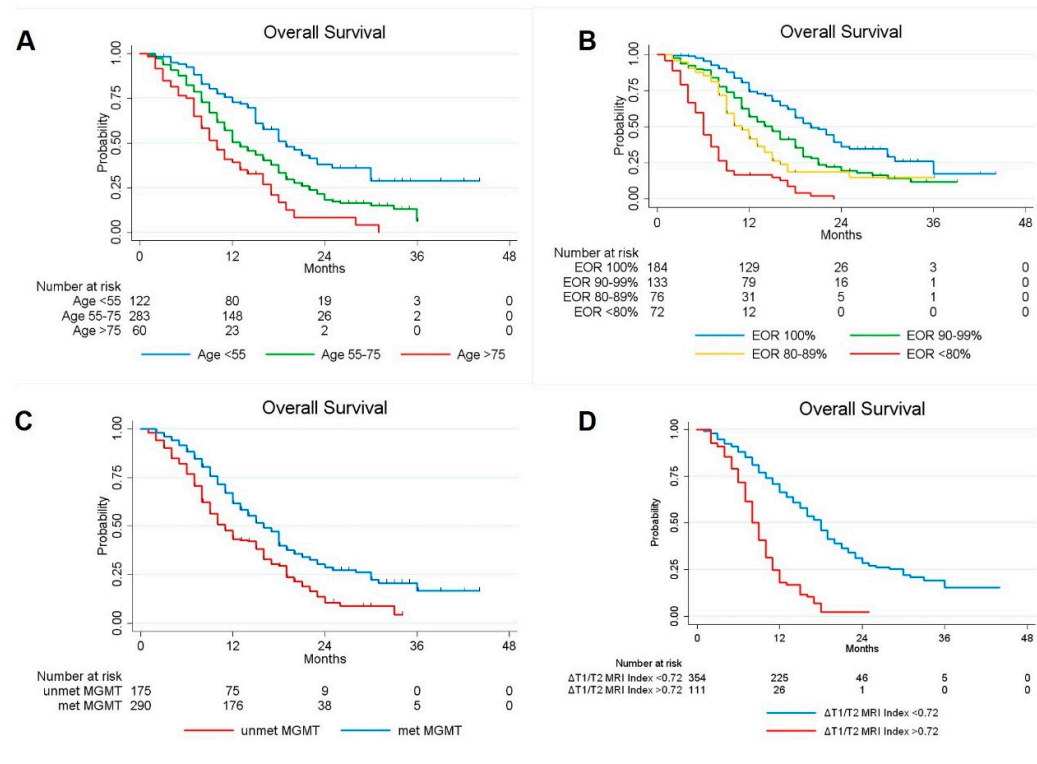 A
Overall Survival
Probability
1.00
0.75
0.50
0.25
0.00
0 12 24 36 48
Months
Number at risk
Age <55 122 80 19 3 0
Age 55-75 283 148 26 2 0
Age >75 60 23 2 0 0
Age <55 Age 55-75 Age >75
B
Overall Survival
Probability
1.00
0.75
0.50
0.25
0.00
0 12 24 36 48
Months
Number at risk
EOR 100% 184 129 26 3 0
EOR 90-99% 133 79 16 1 0
EOR 80-89% 76 31 5 1 0
EOR <80% 72 12 0 0 0
EOR 100% EOR 90-99%
EOR 80-89% EOR <80%
C
Overall Survival
Probability
1.00
0.75
0.50
0.25
0.00
0 12 24 36 48
Months
Number at risk
unmet MGMT 175 75 9 0 0
met MGMT 290 176 38 5 0
unmet MGMT met MGMT
D
Overall Survival
Probability
1.00
0.75
0.50
0.25
0.00
0 12 24 36 48
Months
Number at risk
ΔT1/T2 MRI Index <0.72 354 225 46 5 0
ΔT1/T2 MRI Index >0.72 111 26 1 0 0
ΔT1/T2 MRI Index <0.72
ΔT1/T2 MRI Index >0.72